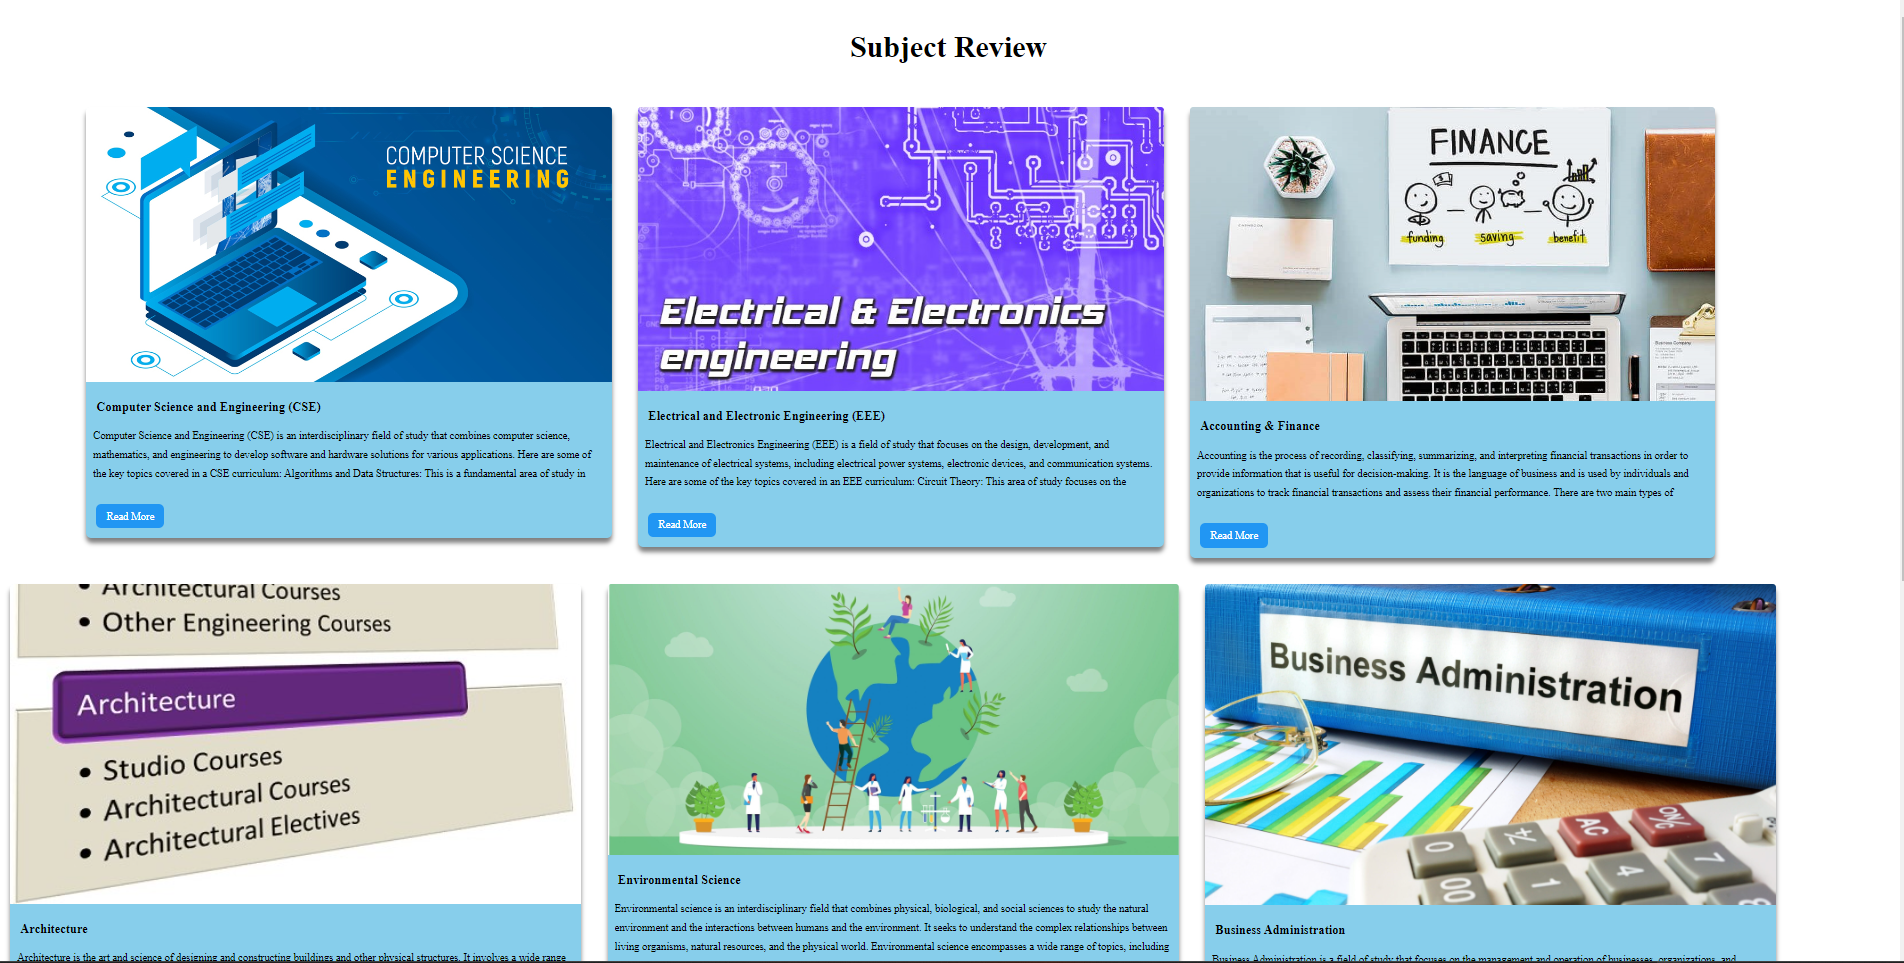 Subject Review
COMPUTER SCIENCE
ENGINEERING
Computer Science and Engineering (CSE)
Computer Science and Engineering (CSE) is an interdisciplinary field of study that combines computer science,
mathematics, and engineering to develop software and hardware solutions for various applications. Here are some of
the key topics covered in a CSE curriculum: Algorithms and Data Structures: This is a fundamental area of study in
Read More
Electrical & Electronics
engineering
Electrical and Electronic Engineering (EEE)
Electrical and Electronics Engineering (EEE) is a field of study that focuses on the design, development, and
maintenance of electrical systems, including electrical power systems, electronic devices, and communication systems.
Here are some of the key topics covered in an EEE curriculum: Circuit Theory: This area of study focuses on the
Read More
FINANCE
funding
saving
benefit
Accounting & Finance
Accounting is the process of recording, classifying, summarizing, and interpreting financial transactions in order to
provide information that is useful for decision-making. It is the language of business and is used by individuals and
organizations to track financial transactions and assess their financial performance. There are two main types of
Read More
• Architectural Courses
• Other Engineering Courses
Architecture
• Studio Courses
• Architectural Courses
• Architectural Electives
Architecture
Architecture is the art and science of designing and constructing buildings and other physical structures. It involves a wide range
Environmental Science
Environmental science is an interdisciplinary field that combines physical, biological, and social sciences to study the natural
environment and the interactions between humans and the environment. It seeks to understand the complex relationships between
living organisms, natural resources, and the physical world. Environmental science encompasses a wide range of topics, including
Business Administration
ON/C
AC
+/-
0
7
4
1
00
Business Administration
Business Administration is a field of study that focuses on the management and operation of businesses, organizations, and